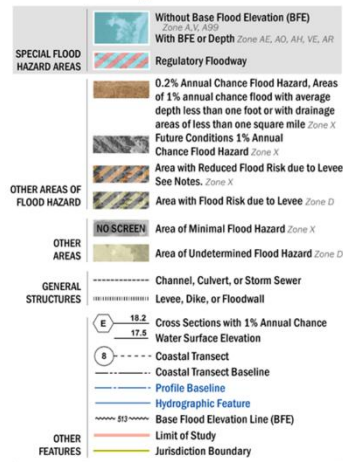 Without Base Flood Elevation (BFE)
Zone A,V, A99
With BFE or Depth Zone AE, AO, AH, VE, AR
SPECIAL FLOOD
HAZARD AREAS
Regulatory Floodway
0.2% Annual Chance Flood Hazard, Areas
of 1% annual chance flood with average
depth less than one foot or with drainage
areas of less than one square mile Zone X
Future Conditions 1% Annual
Chance Flood Hazard Zone X
Area with Reduced Flood Risk due to Levee
See Notes. Zone X
OTHER AREAS OF
FLOOD HAZARD
Area with Flood Risk due to Levee Zone D
NO SCREEN Area of Minimal Flood Hazard Zone X
OTHER
AREAS
Area of Undetermined Flood Hazard Zone D
GENERAL
STRUCTURES
Channel, Culvert, or Storm Sewer
Levee, Dike, or Floodwall
E 18.2 Cross Sections with 1% Annual Chance
17.5 Water Surface Elevation
8 Coastal Transect
Coastal Transect Baseline
Profile Baseline
Hydrographic Feature
513 Base Flood Elevation Line (BFE)
OTHER
FEATURES
Limit of Study
Jurisdiction Boundary